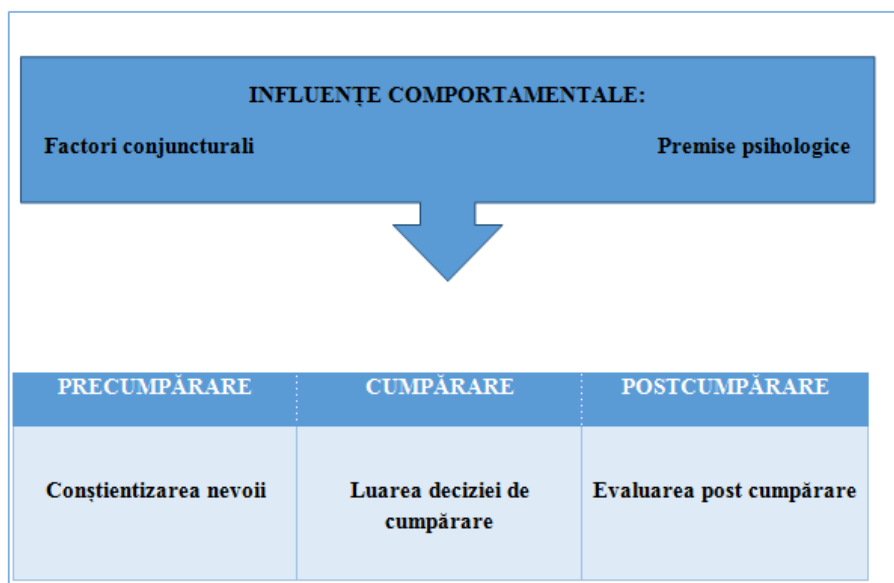 INFLUENȚE COMPORTAMENTALE:
Factori conjuncturali Premise psihologice
PRECUMPĂRARE CUMPĂRARE POSTCUMPĂRARE
Conștientizarea nevoii Luarea deciziei de Evaluarea post cumpărare
cumpărare